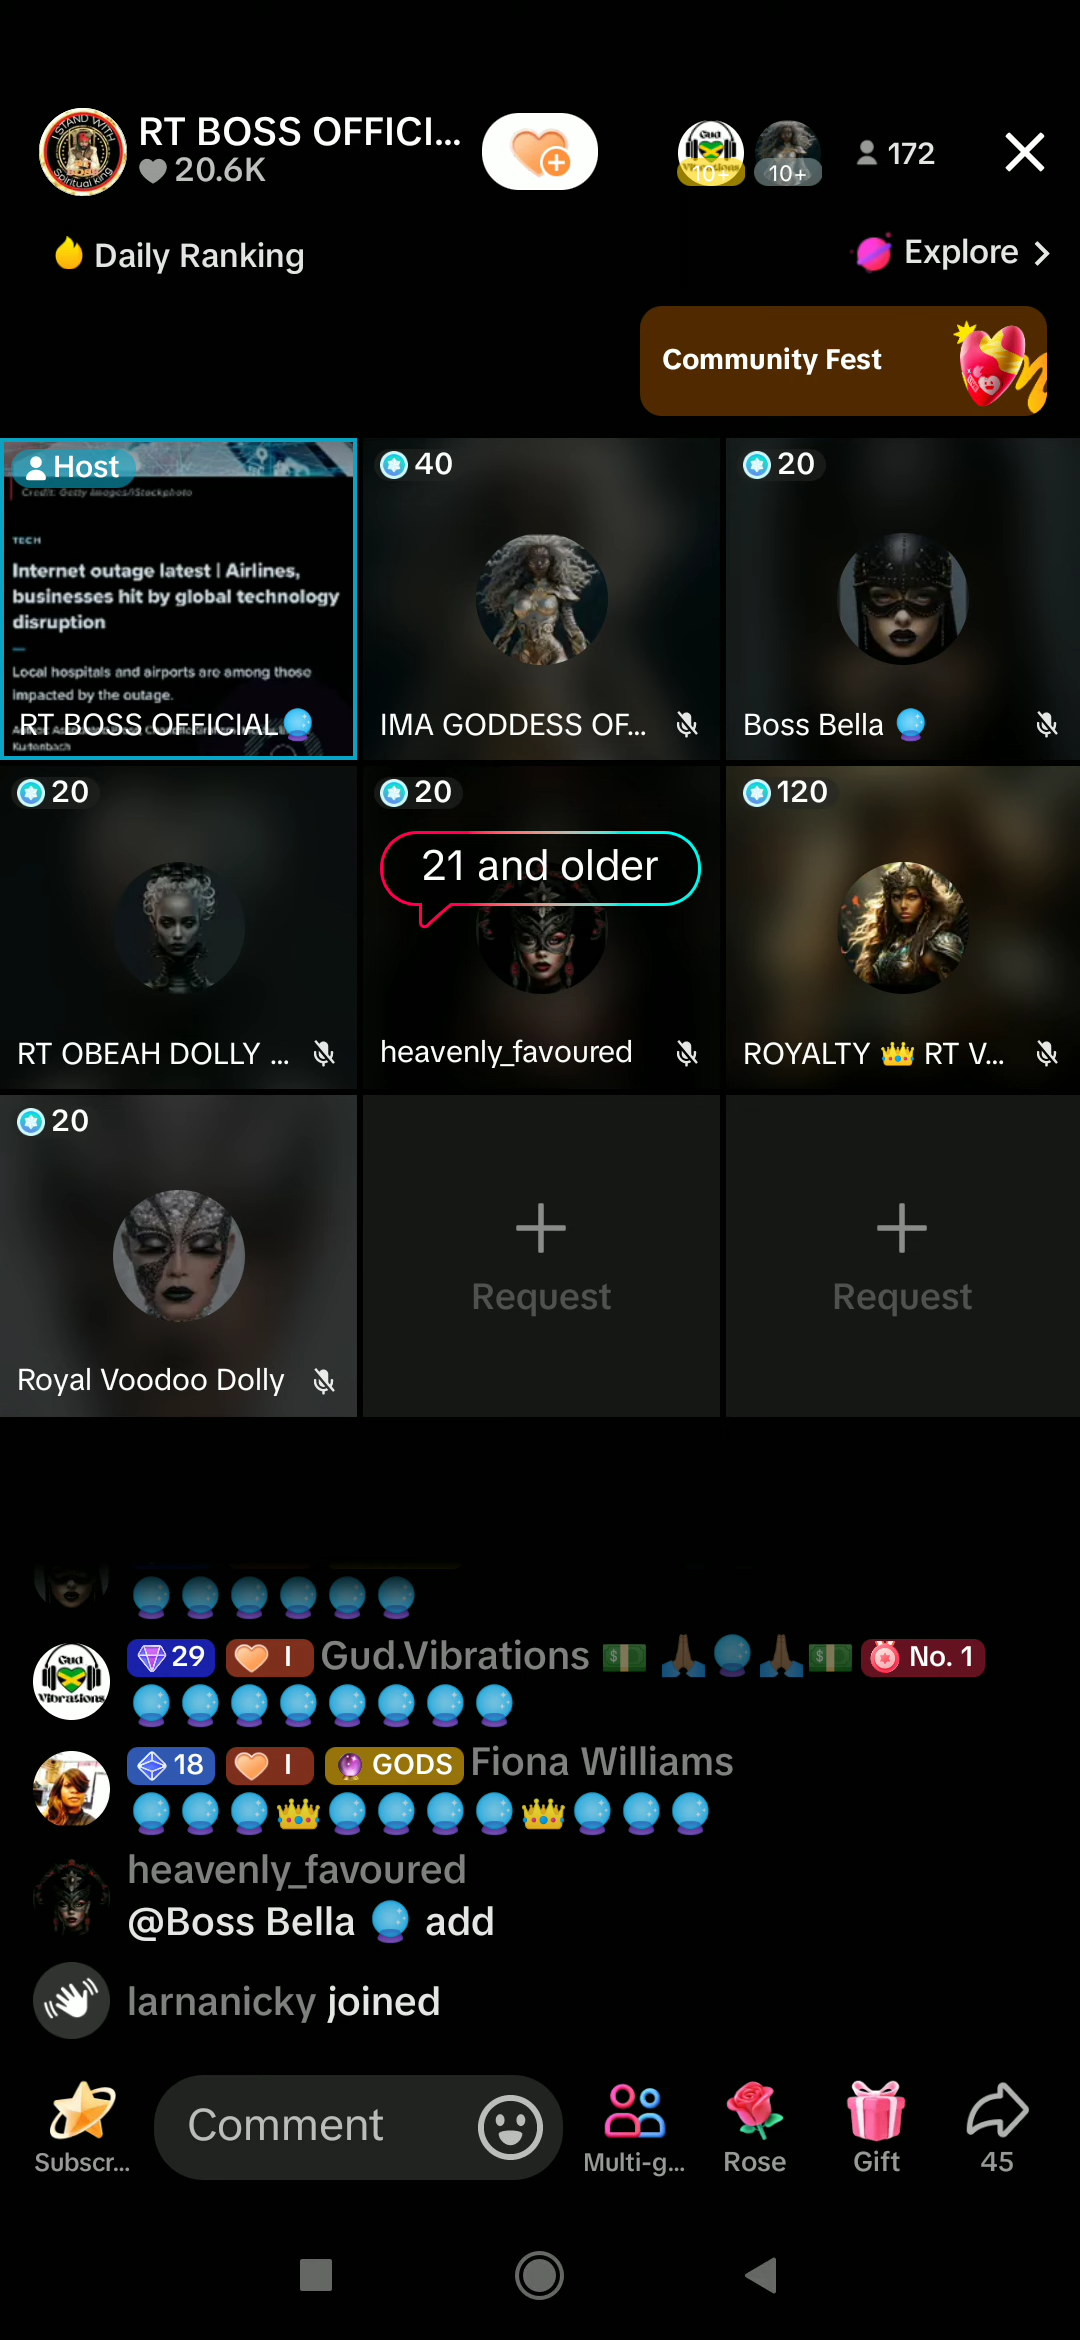 RT BOSS OFFICI...
20.6K
10+
10+
172
Daily Ranking
Explore
Community Fest
Host
Credit: Getty Images/iStockphoto
TECH
Internet outage latest | Airlines,
businesses hit by global technology
disruption
Local hospitals and airports are among those
impacted by the outage.
RT BOSS OFFICIAL🔮
40
IMA GODDESS OF...
20
Boss Bella 🔮
20
RT OBEAH DOLLY ...
20
21 and older
heavenly_favoured
120
ROYALTY 👑 RT V...
20
Royal Voodoo Dolly
Request
Request
🔮🔮🔮🔮🔮🔮
29 I Gud.Vibrations 💵 🙏🏾🔮🙏🏾💵 No. 1
🔮🔮🔮🔮🔮🔮🔮🔮
18 I GODS Fiona Williams
🔮🔮🔮👑🔮🔮🔮🔮👑🔮🔮🔮
heavenly_favoured
@Boss Bella 🔮 add
larnanicky joined
Subscr...
Comment
Multi-g...
Rose
Gift
45